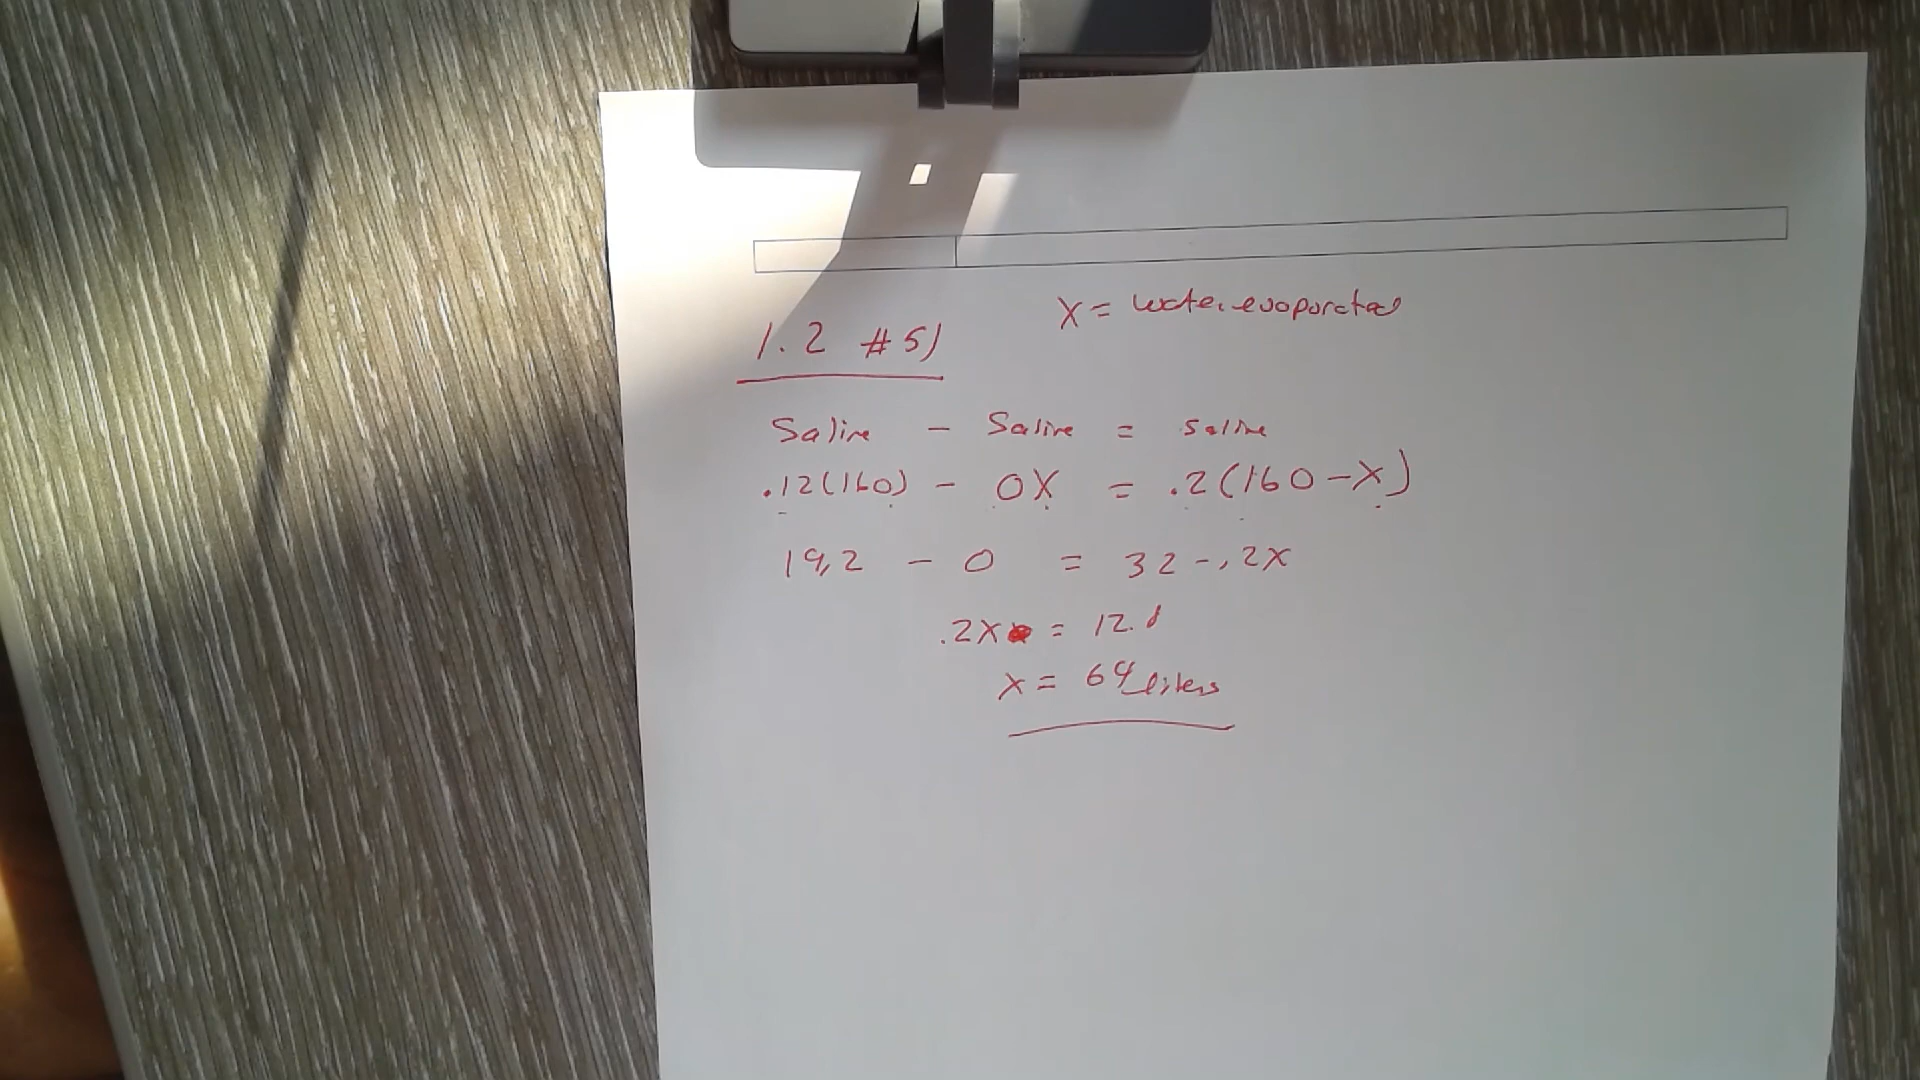 X = water evaporated
1.2 #51
Saline - Saline = saline
.12(160) - 0X = .2(160-X)
19.2 - 0 = 32-.2X
.2X = 12.8
X = 64 liters